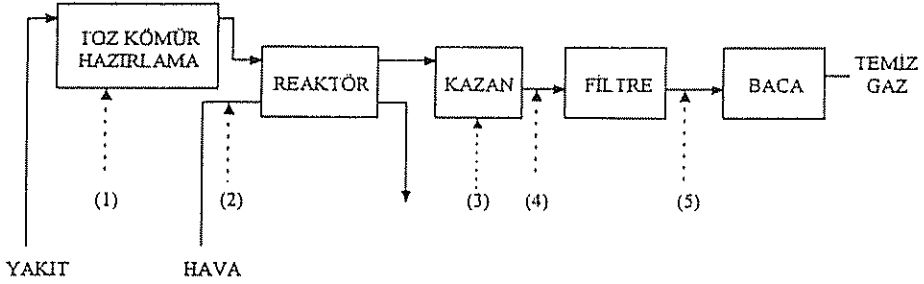 TOZ KÖMÜR
HAZIRLAMA
REAKTÖR
KAZAN
FİLTRE
BACA
TEMİZ
GAZ
(1)
(2)
(3)
(4)
(5)
YAKIT
HAVA